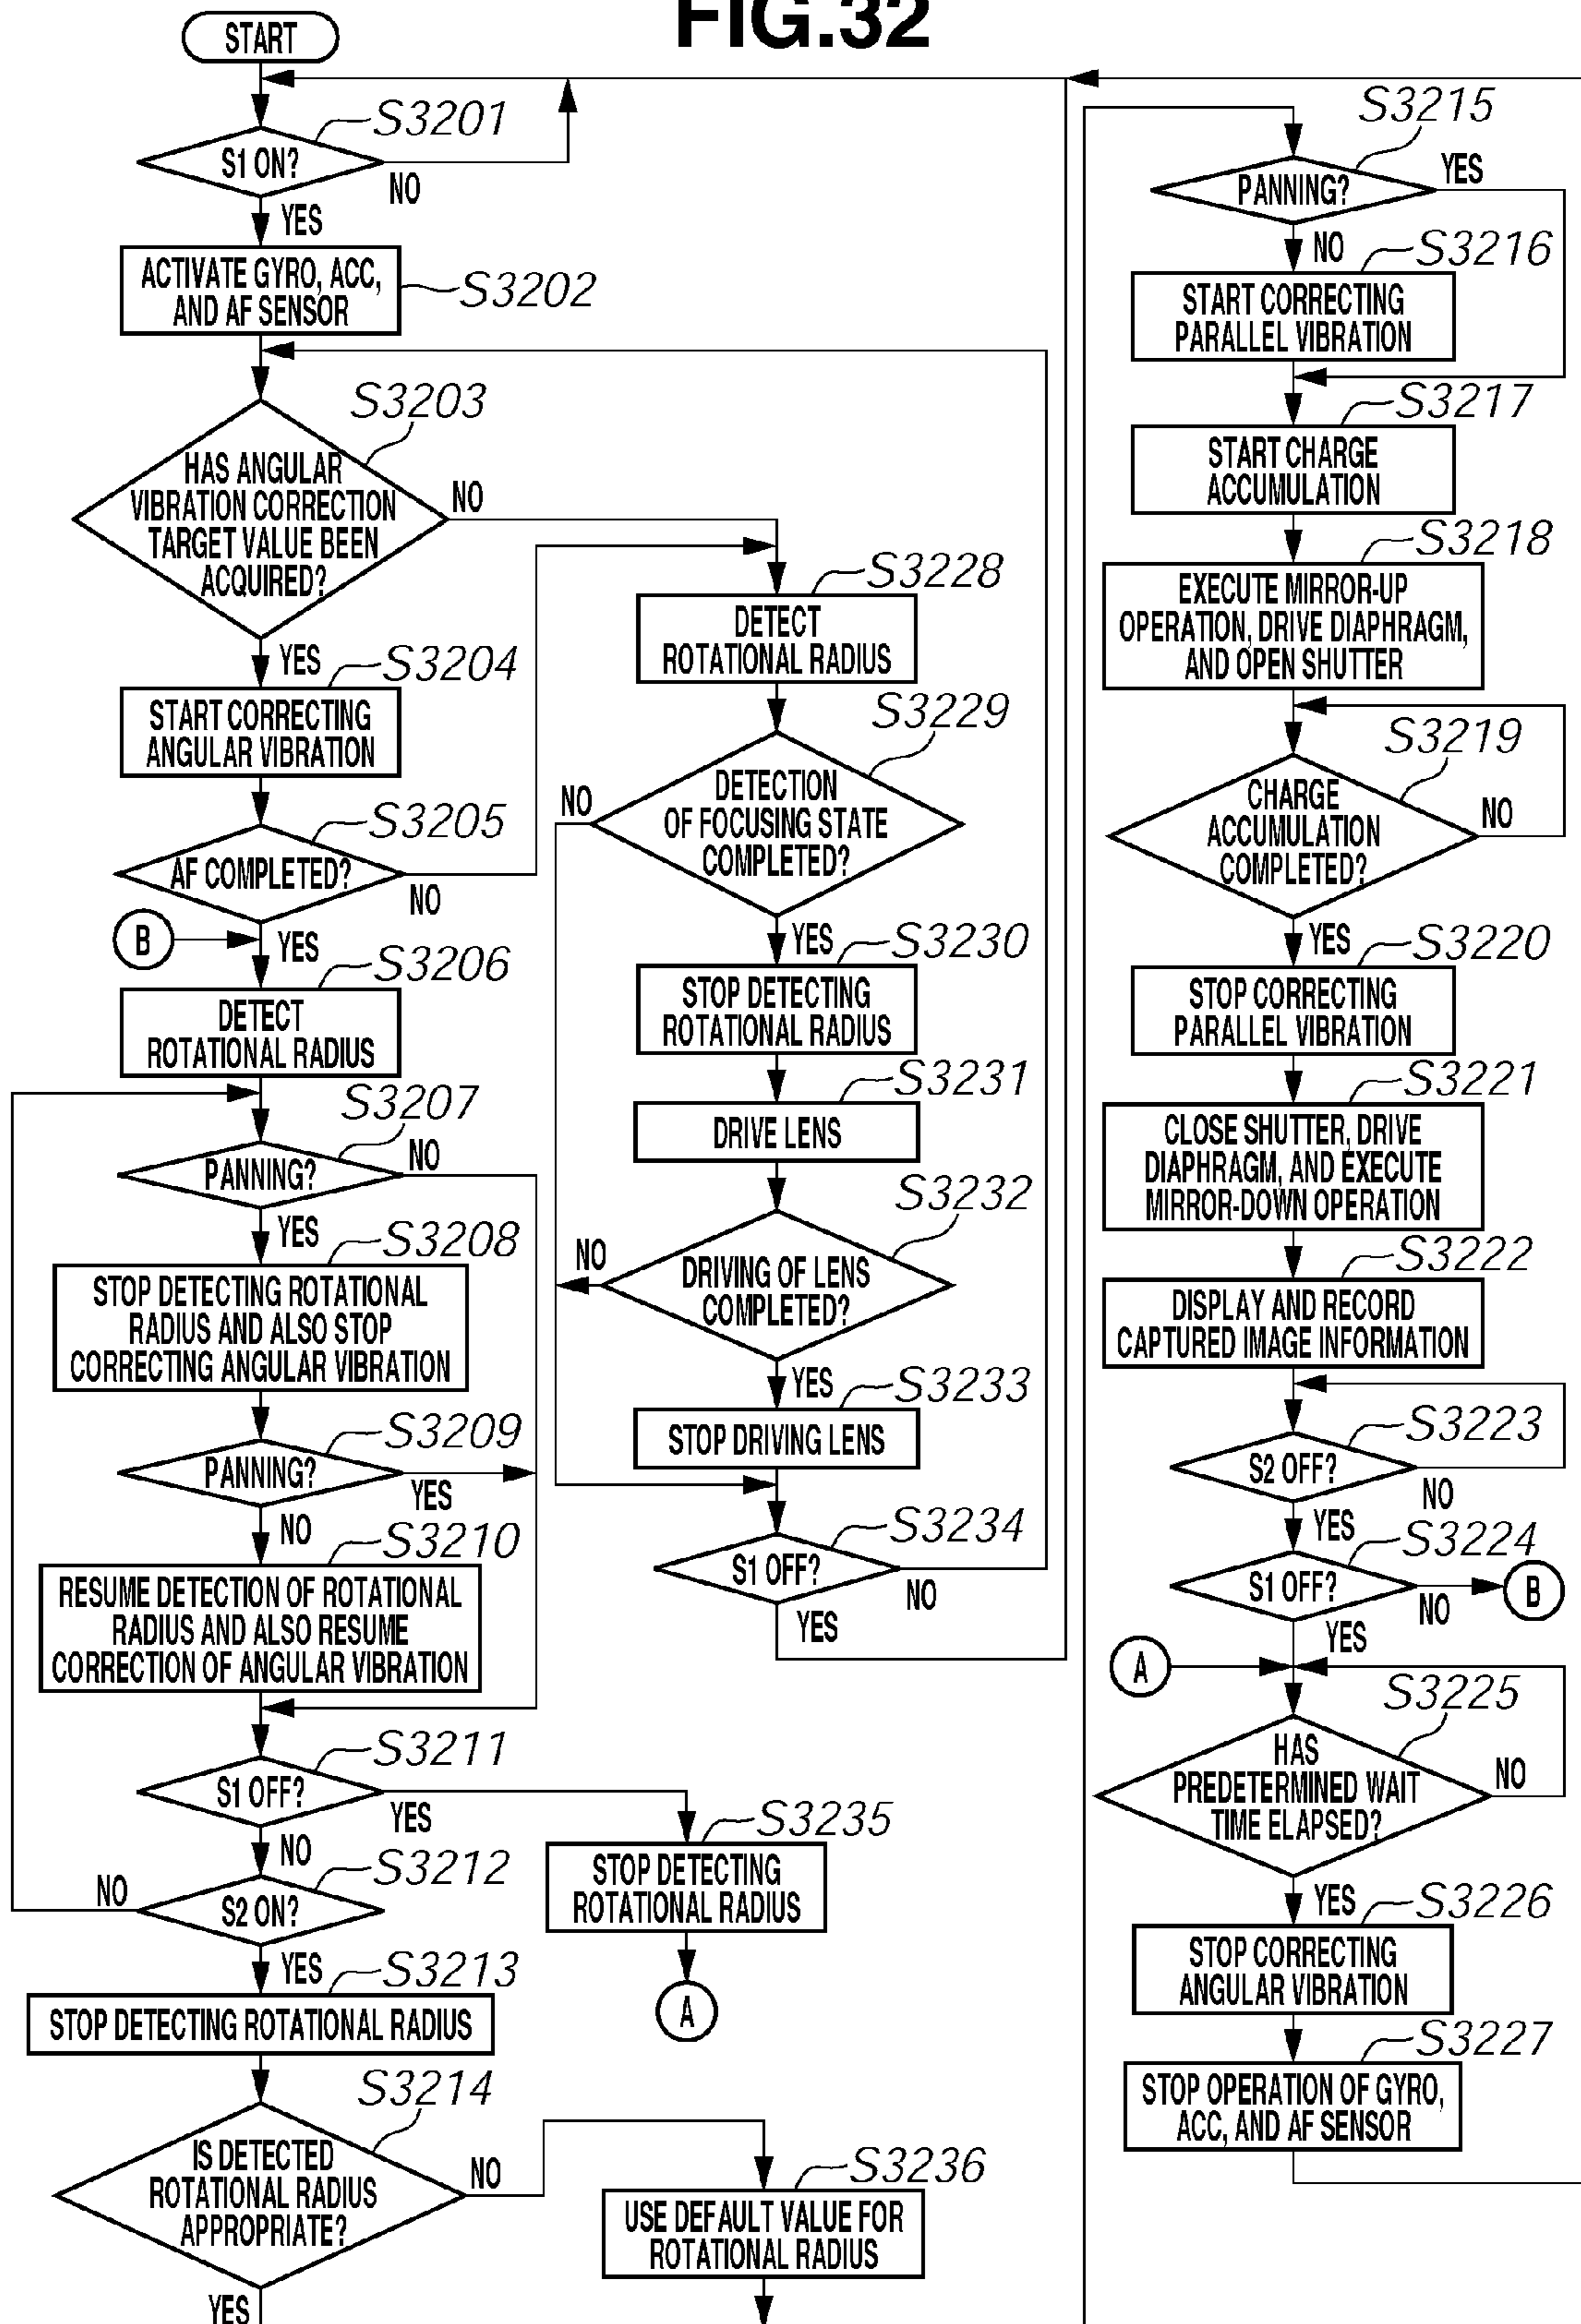 FIG.32
START
S3201
S1 ON?
NO
YES
ACTIVATE GYRO, ACC,
AND AF SENSOR
S3202
S3203
HAS ANGULAR
VIBRATION CORRECTION
TARGET VALUE BEEN
ACQUIRED?
NO
YES
S3204
START CORRECTING
ANGULAR VIBRATION
S3205
AF COMPLETED?
NO
B
YES
S3206
DETECT
ROTATIONAL RADIUS
S3207
PANNING?
NO
YES
S3208
STOP DETECTING ROTATIONAL
RADIUS AND ALSO STOP
CORRECTING ANGULAR VIBRATION
S3209
PANNING?
YES
NO
S3210
RESUME DETECTION OF ROTATIONAL
RADIUS AND ALSO RESUME
CORRECTION OF ANGULAR VIBRATION
S3211
S1 OFF?
YES
NO
S3212
S2 ON?
NO
YES
S3213
STOP DETECTING ROTATIONAL RADIUS
S3214
IS DETECTED
ROTATIONAL RADIUS
APPROPRIATE?
NO
YES
S3228
DETECT
ROTATIONAL RADIUS
S3229
DETECTION
OF FOCUSING STATE
COMPLETED?
NO
YES
S3230
STOP DETECTING
ROTATIONAL RADIUS
S3231
DRIVE LENS
S3232
DRIVING OF LENS
COMPLETED?
NO
YES
S3233
STOP DRIVING LENS
S3234
S1 OFF?
NO
YES
S3235
STOP DETECTING
ROTATIONAL RADIUS
A
S3236
USE DEFAULT VALUE FOR
ROTATIONAL RADIUS
S3215
PANNING?
YES
NO
S3216
START CORRECTING
PARALLEL VIBRATION
S3217
START CHARGE
ACCUMULATION
S3218
EXECUTE MIRROR-UP
OPERATION, DRIVE DIAPHRAGM,
AND OPEN SHUTTER
S3219
CHARGE
ACCUMULATION
COMPLETED?
NO
YES
S3220
STOP CORRECTING
PARALLEL VIBRATION
S3221
CLOSE SHUTTER, DRIVE
DIAPHRAGM, AND EXECUTE
MIRROR-DOWN OPERATION
S3222
DISPLAY AND RECORD
CAPTURED IMAGE INFORMATION
S3223
S2 OFF?
NO
YES
S3224
S1 OFF?
NO
B
YES
A
S3225
HAS
PREDETERMINED WAIT
TIME ELAPSED?
NO
YES
S3226
STOP CORRECTING
ANGULAR VIBRATION
S3227
STOP OPERATION OF GYRO,
ACC, AND AF SENSOR